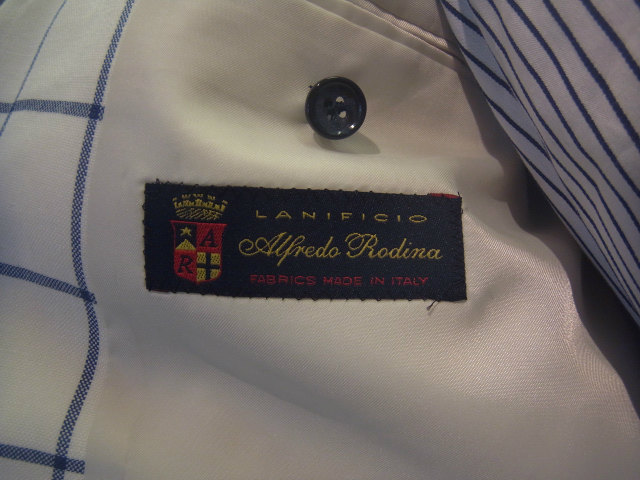 LANIFICIO
A
R
Alfredo Rodina
FABRICS MADE IN ITALY